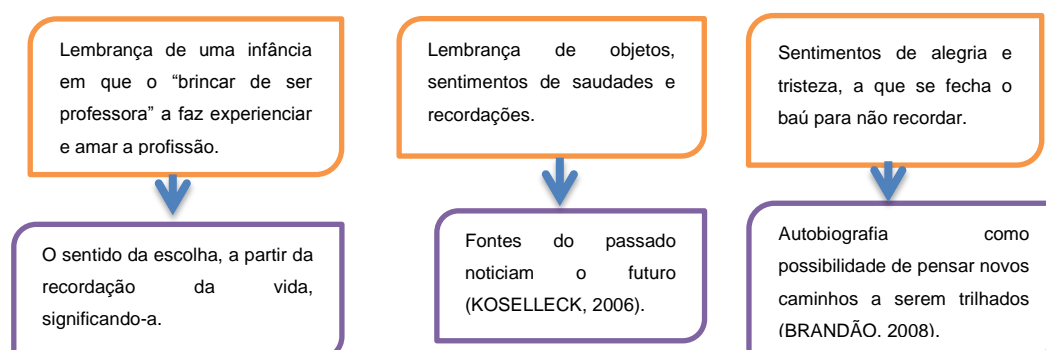 Lembrança de uma infância
em que o “brincar de ser
professora” a faz experienciar
e amar a profissão.
Lembrança de objetos,
sentimentos de saudades e
recordações.
Sentimentos de alegria e
tristeza, a que se fecha o
baú para não recordar.
O sentido da escolha, a partir da
recordação da vida,
significando-a.
Fontes do passado
noticiam o futuro
(KOSELLECK, 2006).
Autobiografia como
possibilidade de pensar novos
caminhos a serem trilhados
(BRANDÃO. 2008).